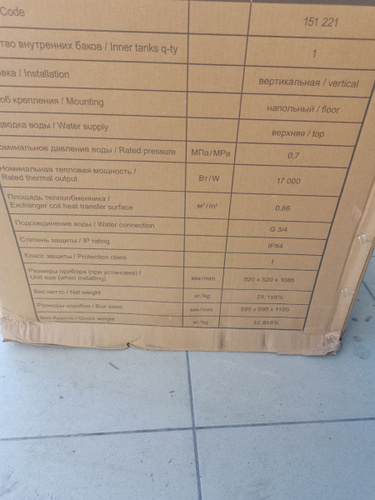 Code 151 221
тво внутренних баков / Inner tanks q-ty 1
вка / Installation вертикальная / vertical
об крепления / Mounting напольный / floor
дводка воды / Water supply верхняя / top
оминальное давление воды / Rated pressure МПа/MPa 0,7
Номинальная тепловая мощность /
Rated thermal output Вт/W 17 000
Площадь теплообменника /
Exchanger coil heat transfer surface м²/m² 0,86
Подсоединение воды / Water connection G 3/4
Степень защиты / IP rating IPX4
Класс защиты / Protection class I
Размеры прибора (при установке) /
Unit size (when installing) мм/mm 520 x 520 x 1085
Вес нетто / Net weight кг/kg
Размеры коробки / Box sizes мм/mm 595 x 595 x 1185
Вес брутто / Gross weight кг/kg